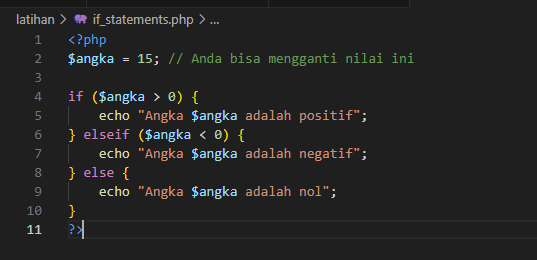 latihan > if_statements.php > ...
1 <?php
2 $angka = 15; // Anda bisa mengganti nilai ini
3
4 if ($angka > 0) {
5     echo "Angka $angka adalah positif";
6 } elseif ($angka < 0) {
7     echo "Angka $angka adalah negatif";
8 } else {
9     echo "Angka $angka adalah nol";
10 }
11 ?>